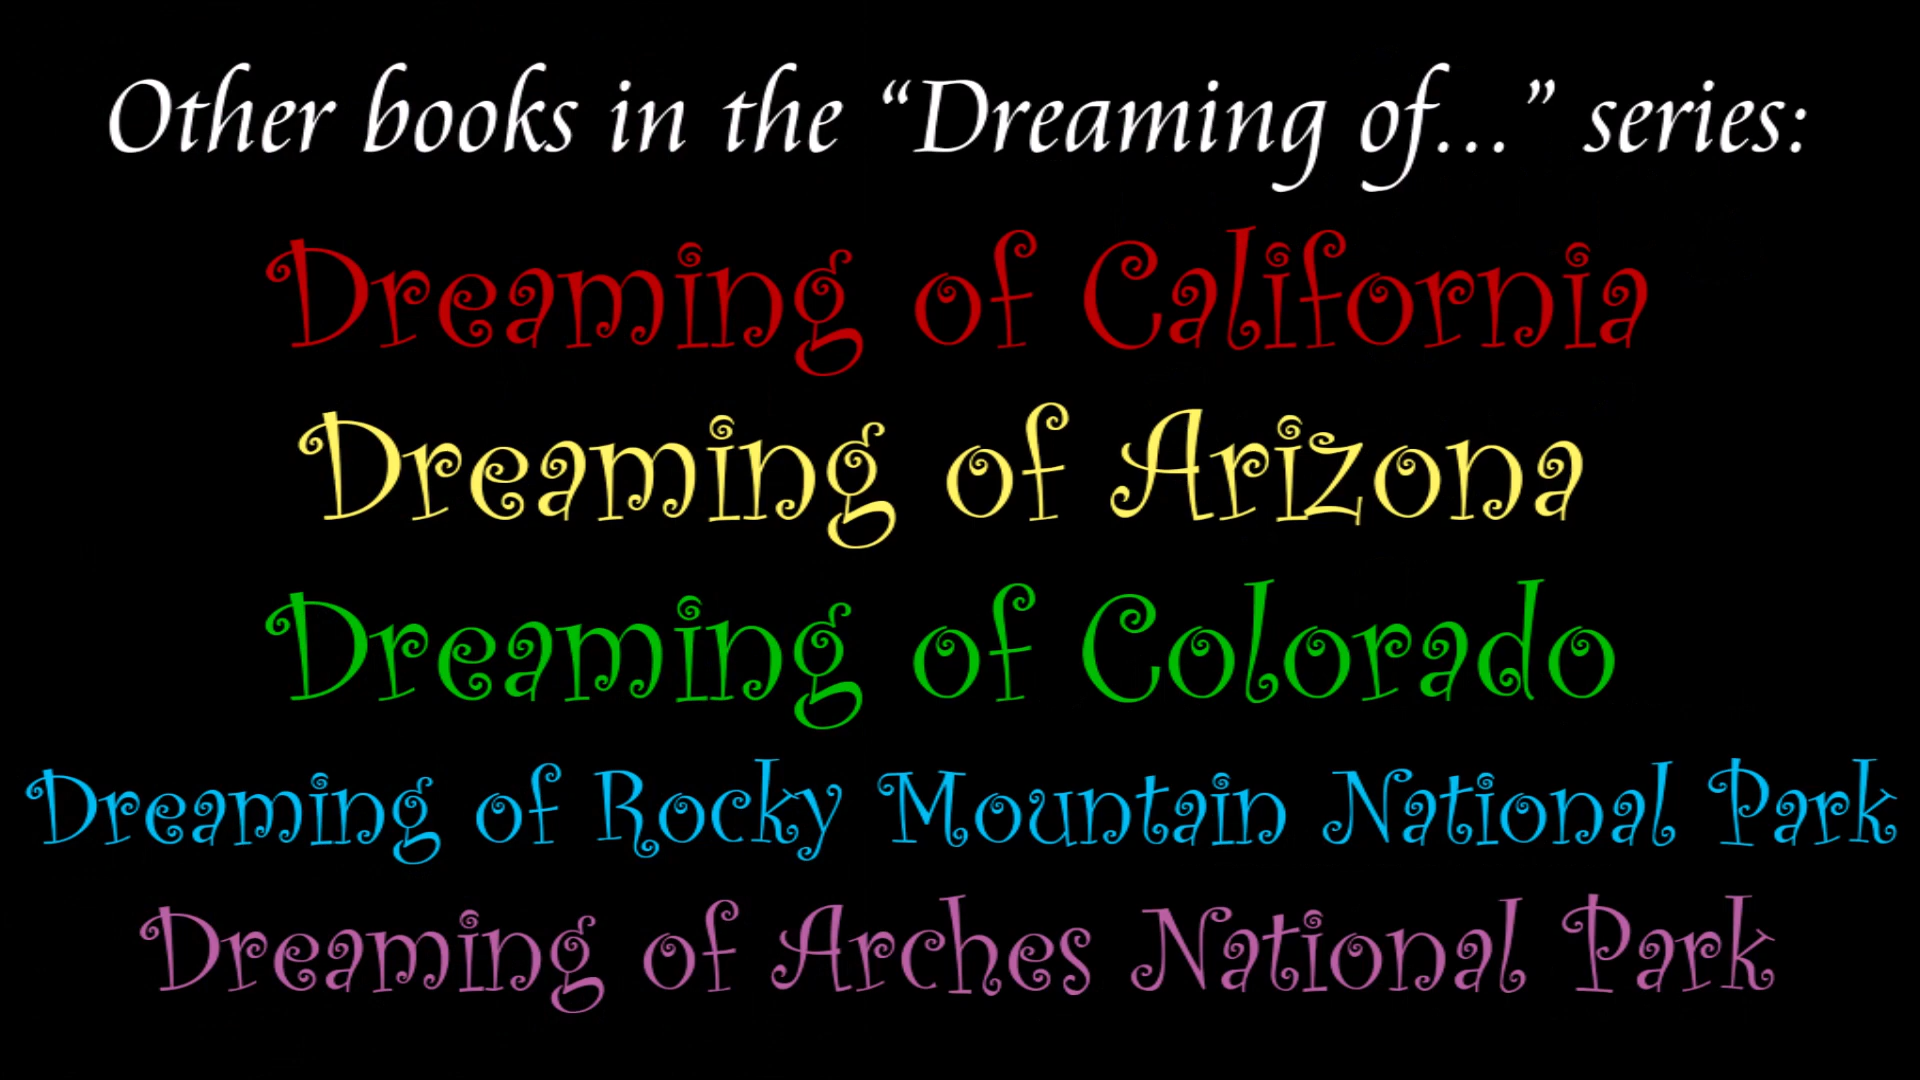 Other books in the “Dreaming of...” series:
Dreaming of California
Dreaming of Arizona
Dreaming of Colorado
Dreaming of Rocky Mountain National Park
Dreaming of Arches National Park